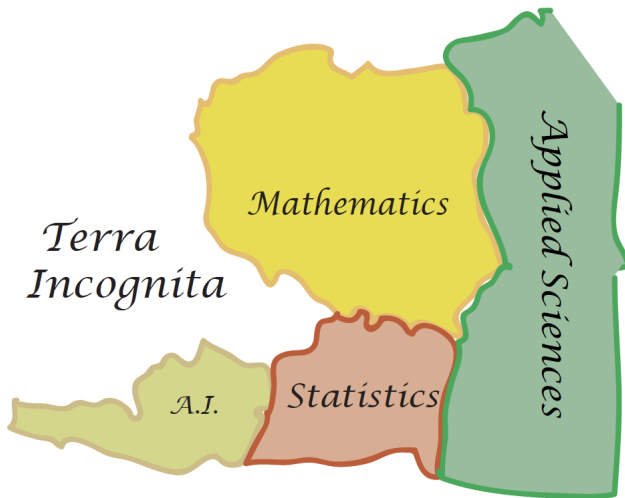 Mathematics
Applied Sciences
Terra
Incognita
A.I.
Statistics